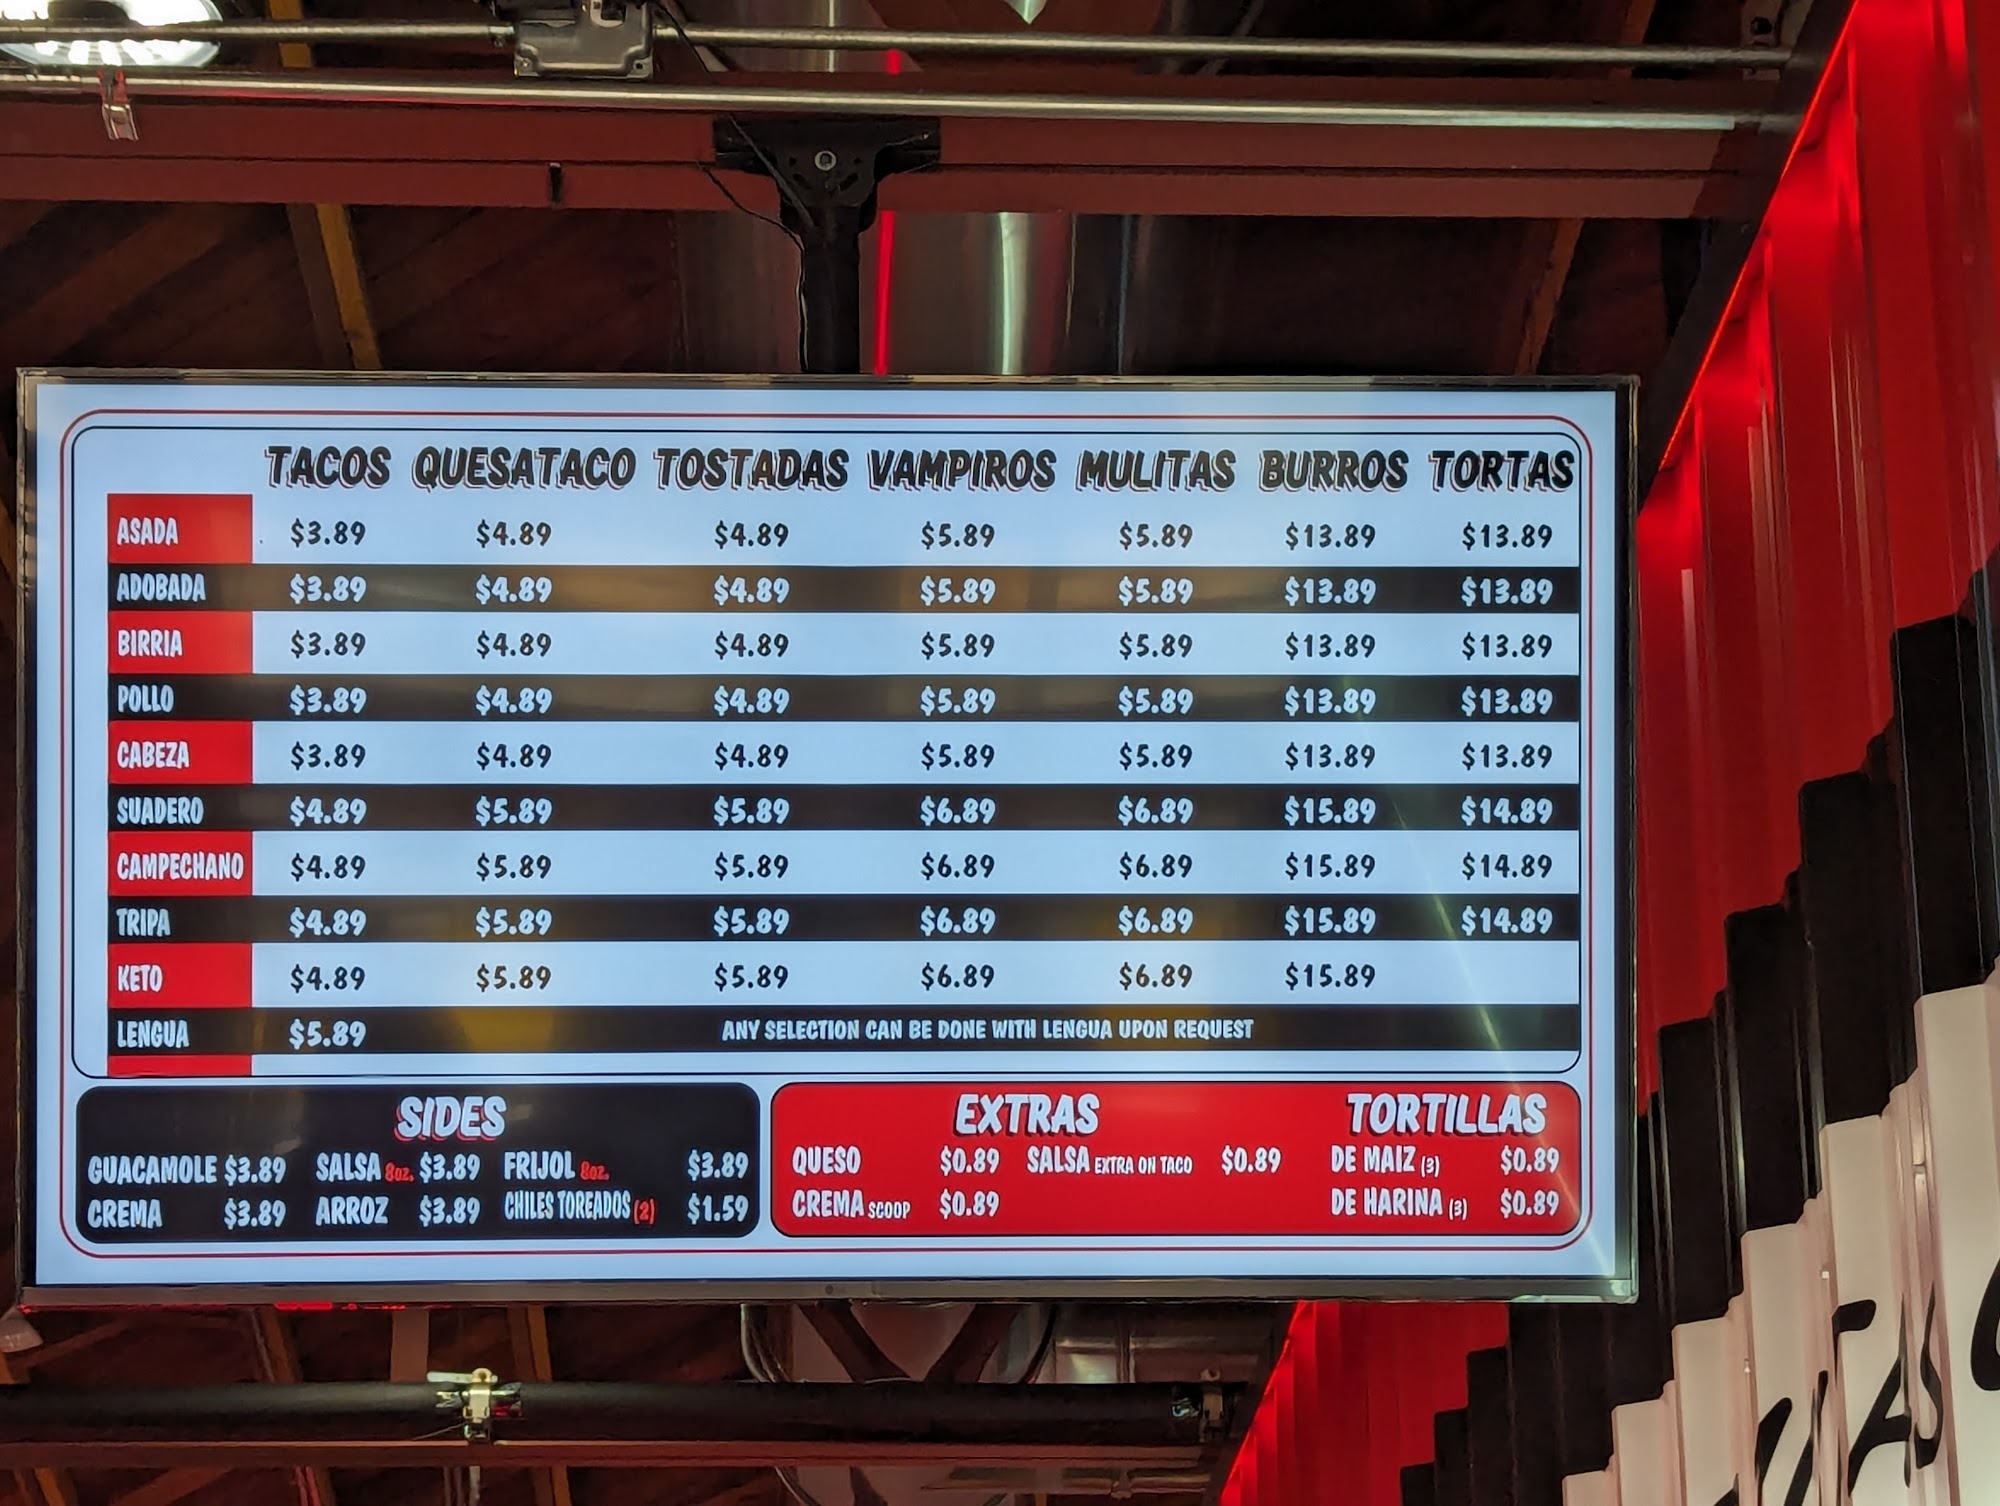 TACOS QUESATACO TOSTADAS VAMPIROS MULITAS BURROS TORTAS
ASADA $3.89 $4.89 $4.89 $5.89 $5.89 $13.89 $13.89
ADOBADA $3.89 $4.89 $4.89 $5.89 $5.89 $13.89 $13.89
BIRRIA $3.89 $4.89 $4.89 $5.89 $5.89 $13.89 $13.89
POLLO $3.89 $4.89 $4.89 $5.89 $5.89 $13.89 $13.89
CABEZA $3.89 $4.89 $4.89 $5.89 $5.89 $13.89 $13.89
SUADERO $4.89 $5.89 $5.89 $6.89 $6.89 $15.89 $14.89
CAMPECHANO $4.89 $5.89 $5.89 $6.89 $6.89 $15.89 $14.89
TRIPA $4.89 $5.89 $5.89 $6.89 $6.89 $15.89 $14.89
KETO $4.89 $5.89 $5.89 $6.89 $6.89 $15.89
LENGUA $5.89 ANY SELECTION CAN BE DONE WITH LENGUA UPON REQUEST
SIDES
GUACAMOLE $3.89 SALSA 8oz. $3.89 FRIJOL 8oz. $3.89
CREMA $3.89 ARROZ $3.89 CHILES TOREADOS (2) $1.59
EXTRAS TORTILLAS
QUESO $0.89 SALSA EXTRA ON TACO $0.89 DE MAIZ (3) $0.89
CREMA SCOOP $0.89 DE HARINA (3) $0.89